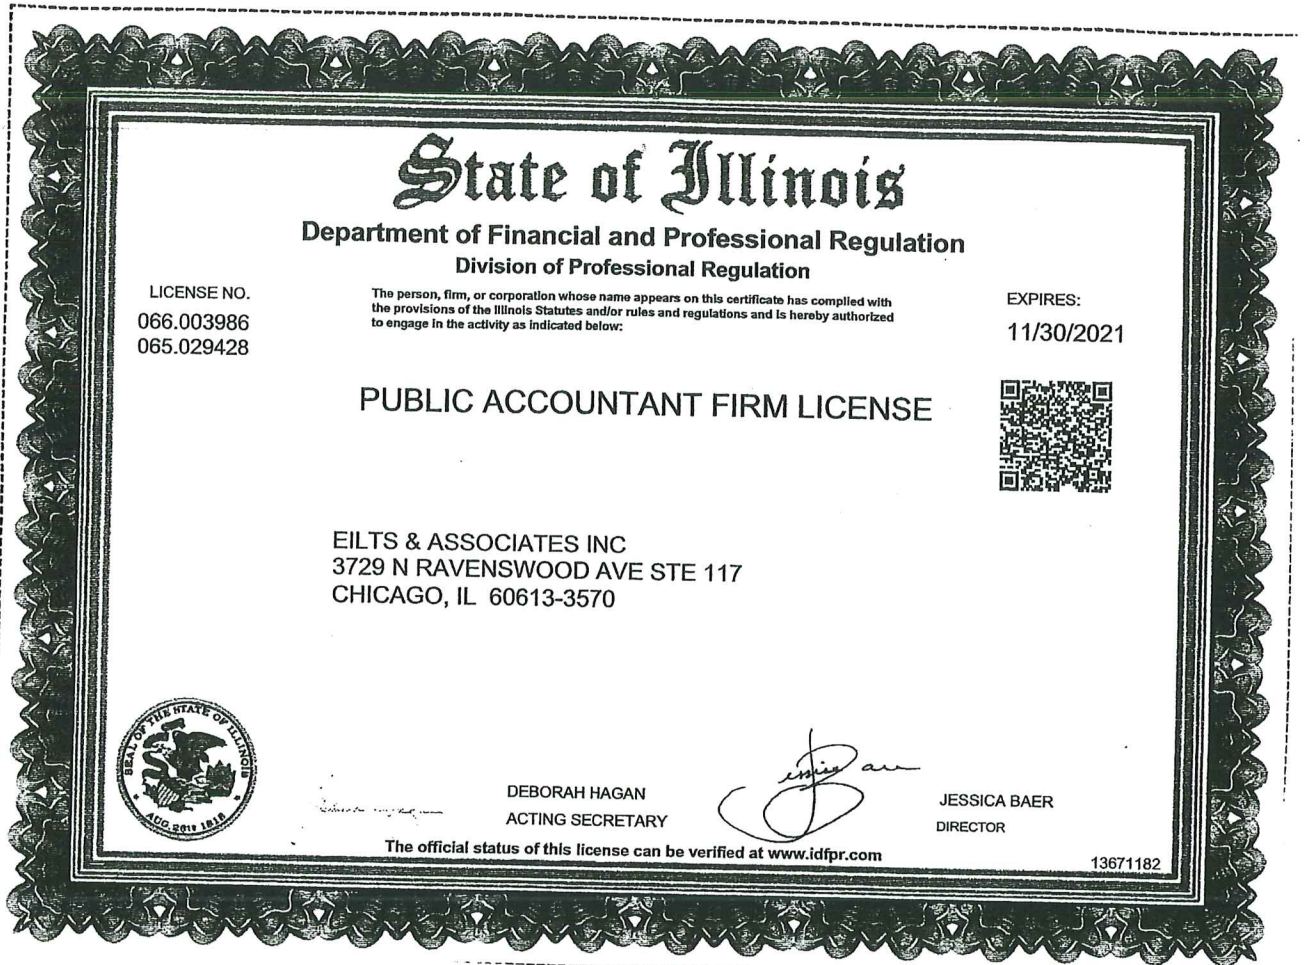 State of Illinois
Department of Financial and Professional Regulation
Division of Professional Regulation
LICENSE NO.
066.003986
065.029428
The person, firm, or corporation whose name appears on this certificate has complied with
the provisions of the Illinois Statutes and/or rules and regulations and is hereby authorized
to engage in the activity as indicated below:
EXPIRES:
11/30/2021
PUBLIC ACCOUNTANT FIRM LICENSE
EILTS & ASSOCIATES INC
3729 N RAVENSWOOD AVE STE 117
CHICAGO, IL 60613-3570
SEAL OF THE STATE OF ILLINOIS
AUG. 26TH 1818
DEBORAH HAGAN
ACTING SECRETARY
JESSICA BAER
DIRECTOR
The official status of this license can be verified at www.idfpr.com
13671182